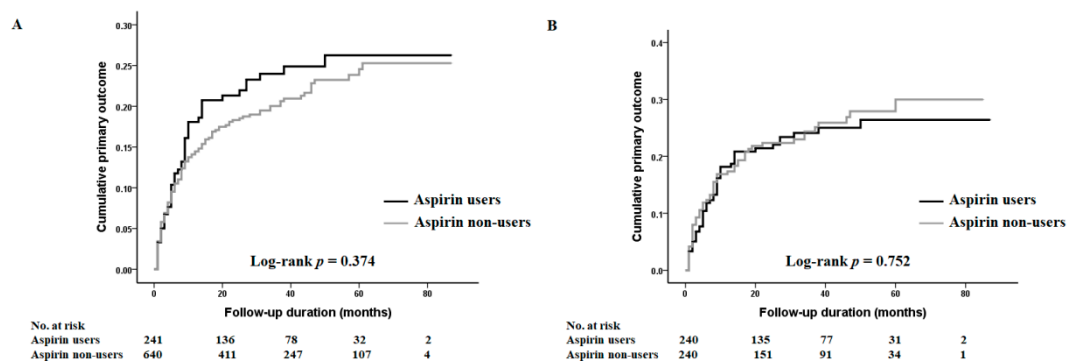 A
Cumulative primary outcome
0.30
0.25
0.20
0.15
0.10
0.05
0.00
Aspirin users
Aspirin non-users
Log-rank p = 0.374
0 20 40 60 80
Follow-up duration (months)
No. at risk
Aspirin users 241 136 78 32 2
Aspirin non-users 640 411 247 107 4
B
Cumulative primary outcome
0.4
0.3
0.2
0.1
0.0
Aspirin users
Aspirin non-users
Log-rank p = 0.752
0 20 40 60 80
Follow-up duration (months)
No. at risk
Aspirin users 240 135 77 31 2
Aspirin non-users 240 151 91 34 1